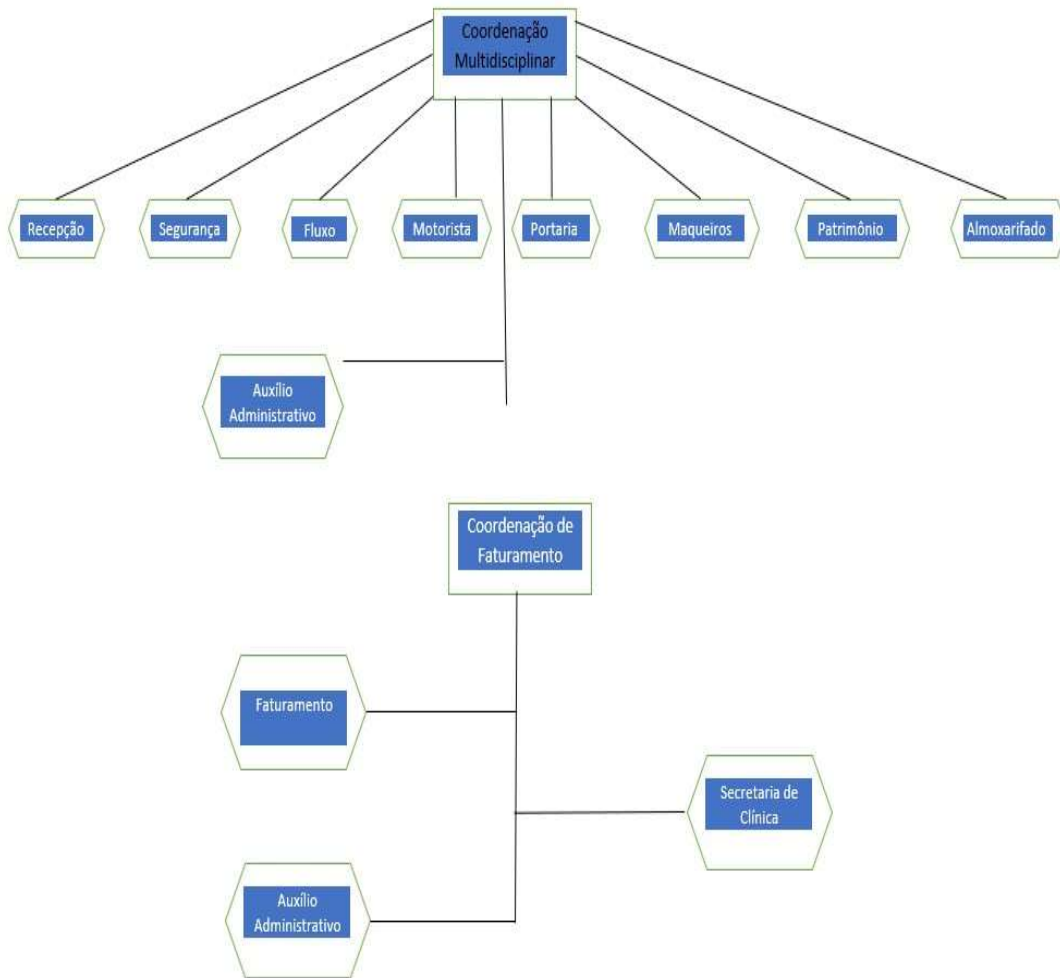 Coordenação
Multidisciplinar
Recepção
Segurança
Fluxo
Motorista
Portaria
Maqueiros
Patrimônio
Almoxarifado
Auxílio
Administrativo
Coordenação de
Faturamento
Faturamento
Secretaria de
Clínica
Auxílio
Administrativo